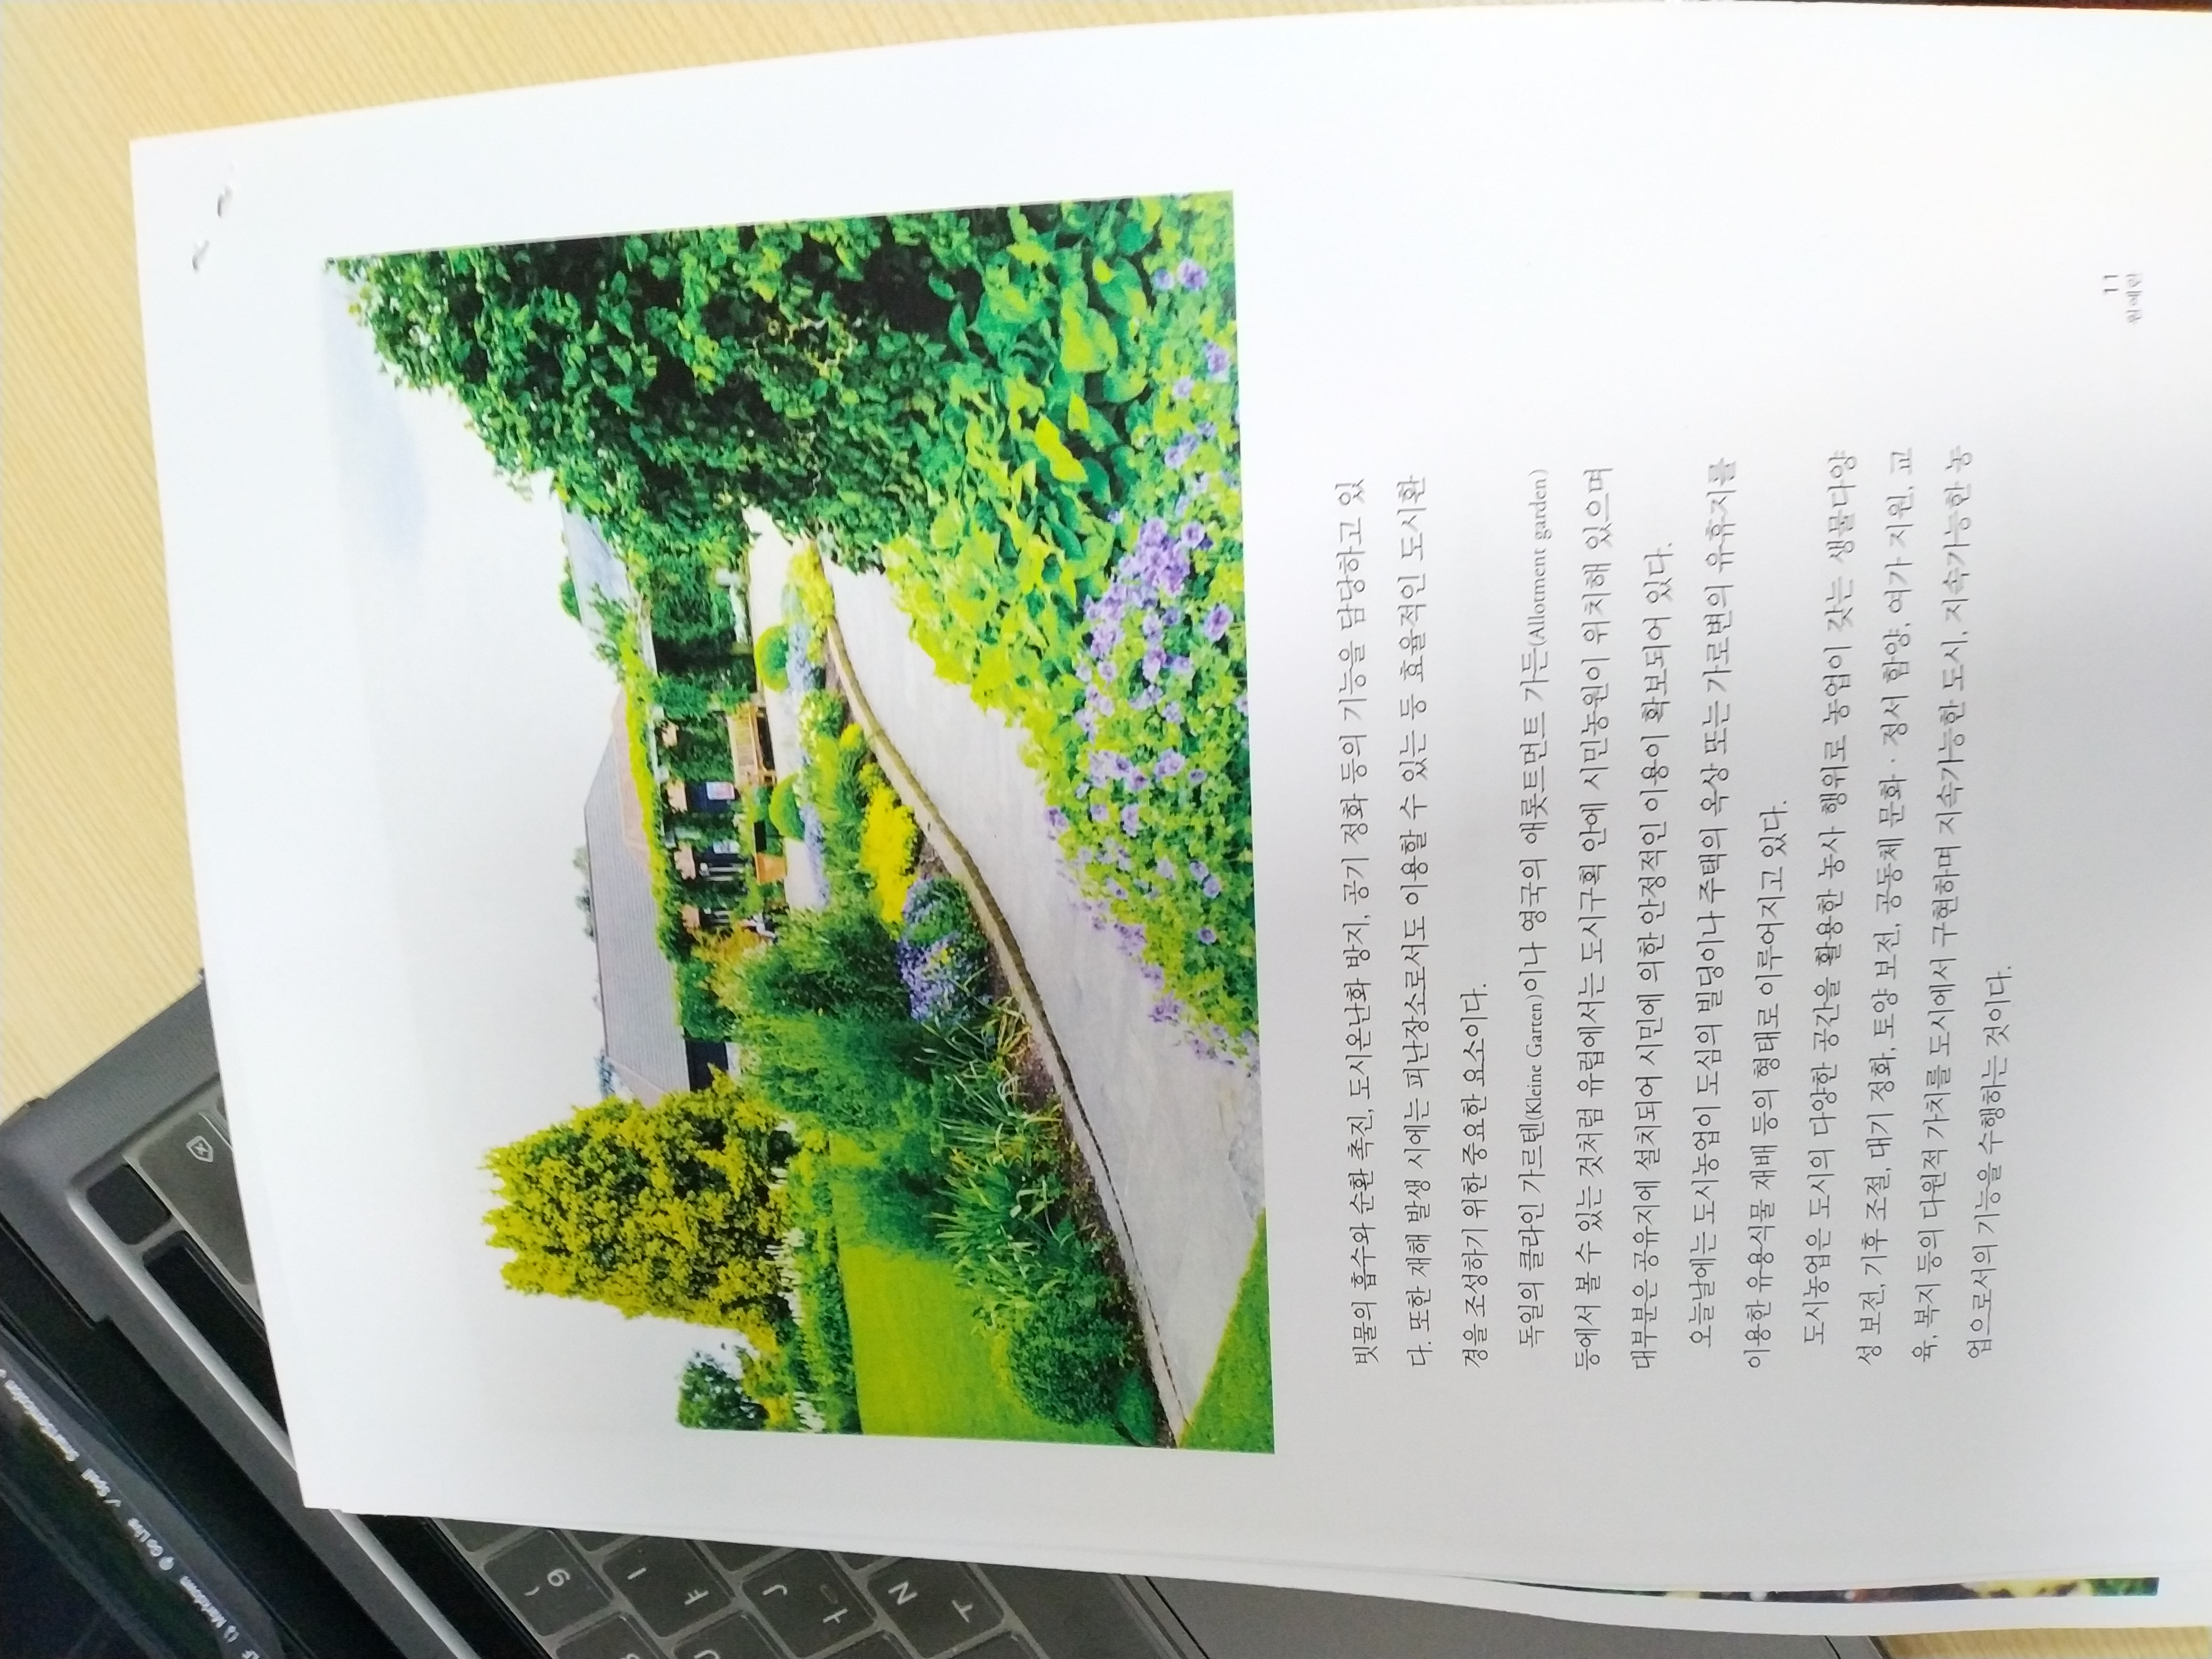 빗물의 흡수와 순환 촉진, 도시온난화 방지, 공기 정화 등의 기능을 담당하고 있
다. 또한 재해 발생 시에는 피난장소로서도 이용할 수 있는 등 효율적인 도시환
경을 조성하기 위한 중요한 요소이다.
독일의 클라인 가르텐(Kleine Garten)이나 영국의 애롯트먼트 가든(Allotment garden)
등에서 볼 수 있는 것처럼 유럽에서는 도시구획 안에 시민농원이 위치해 있으며
대부분은 공유지에 설치되어 시민에 의한 안정적인 이용이 확보되어 있다.
오늘날에는 도시농업이 도심의 빌딩이나 주택의 옥상 또는 가로변의 유휴지를
이용한 유용식물 재배 등의 형태로 이루어지고 있다.
도시농업은 도시의 다양한 공간을 활용한 농사 행위로 농업이 갖는 생물다양
성 보전, 기후 조절, 대기 정화, 토양 보전, 공동체 문화 · 정서 함양, 여가 지원, 교
육, 복지 등의 다원적 가치를 도시에서 구현하며 지속가능한 도시, 지속가능한 농
업으로서의 기능을 수행하는 것이다.
11
T
N
J
9
Markdown
Go Live
Spell